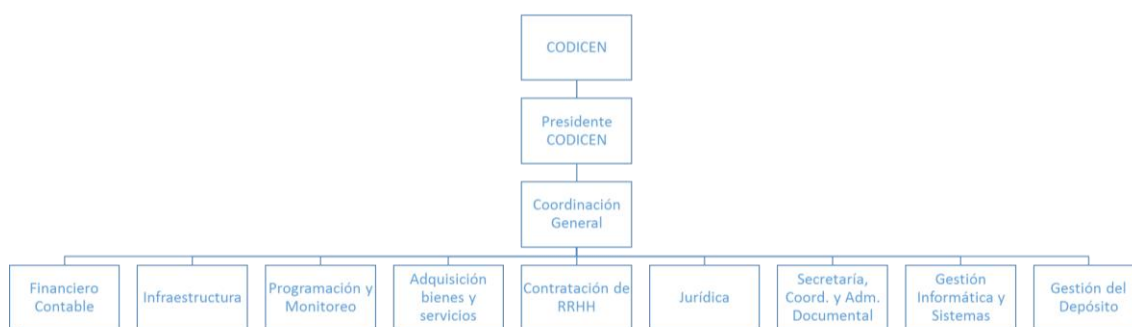 CODICEN
Presidente
CODICEN
Coordinación
General
Financiero
Contable
Infraestructura
Programación y
Monitoreo
Adquisición
bienes y
servicios
Contratación de
RRHH
Jurídica
Secretaría,
Coord. y Adm.
Documental
Gestión
Informática y
Sistemas
Gestión del
Depósito